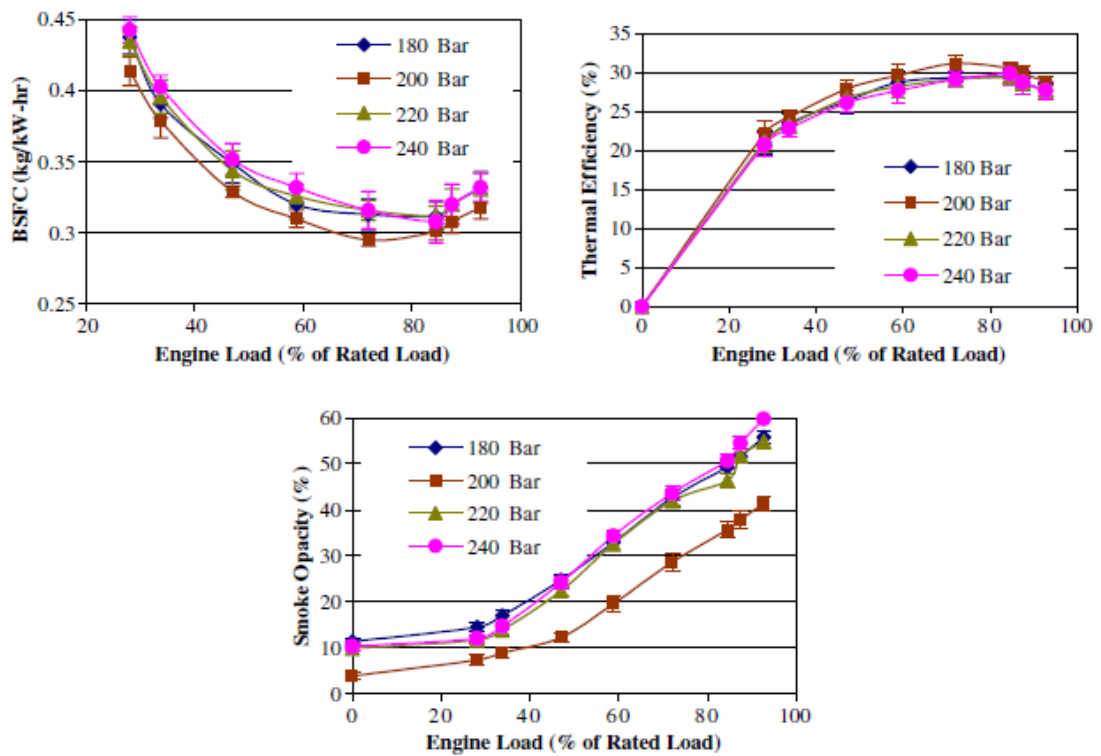 BSFC (kg/kW-hr)
0.45
0.4
0.35
0.3
0.25
180 Bar
200 Bar
220 Bar
240 Bar
20 40 60 80 100
Engine Load (% of Rated Load)
Thermal Efficiency (%)
35
30
25
20
15
10
5
0
180 Bar
200 Bar
220 Bar
240 Bar
0 20 40 60 80 100
Engine Load (% of Rated Load)
Smoke Opacity (%)
60
50
40
30
20
10
0
180 Bar
200 Bar
220 Bar
240 Bar
0 20 40 60 80 100
Engine Load (% of Rated Load)